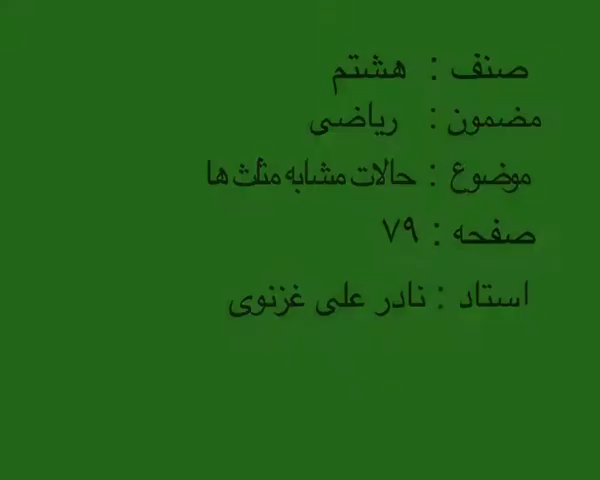 صنف : هشتم
مضمون : ریاضی
موضوع : حالات مشابه مثلث ها
صفحه : ۷۹
استاد : نادر علی غزنوی